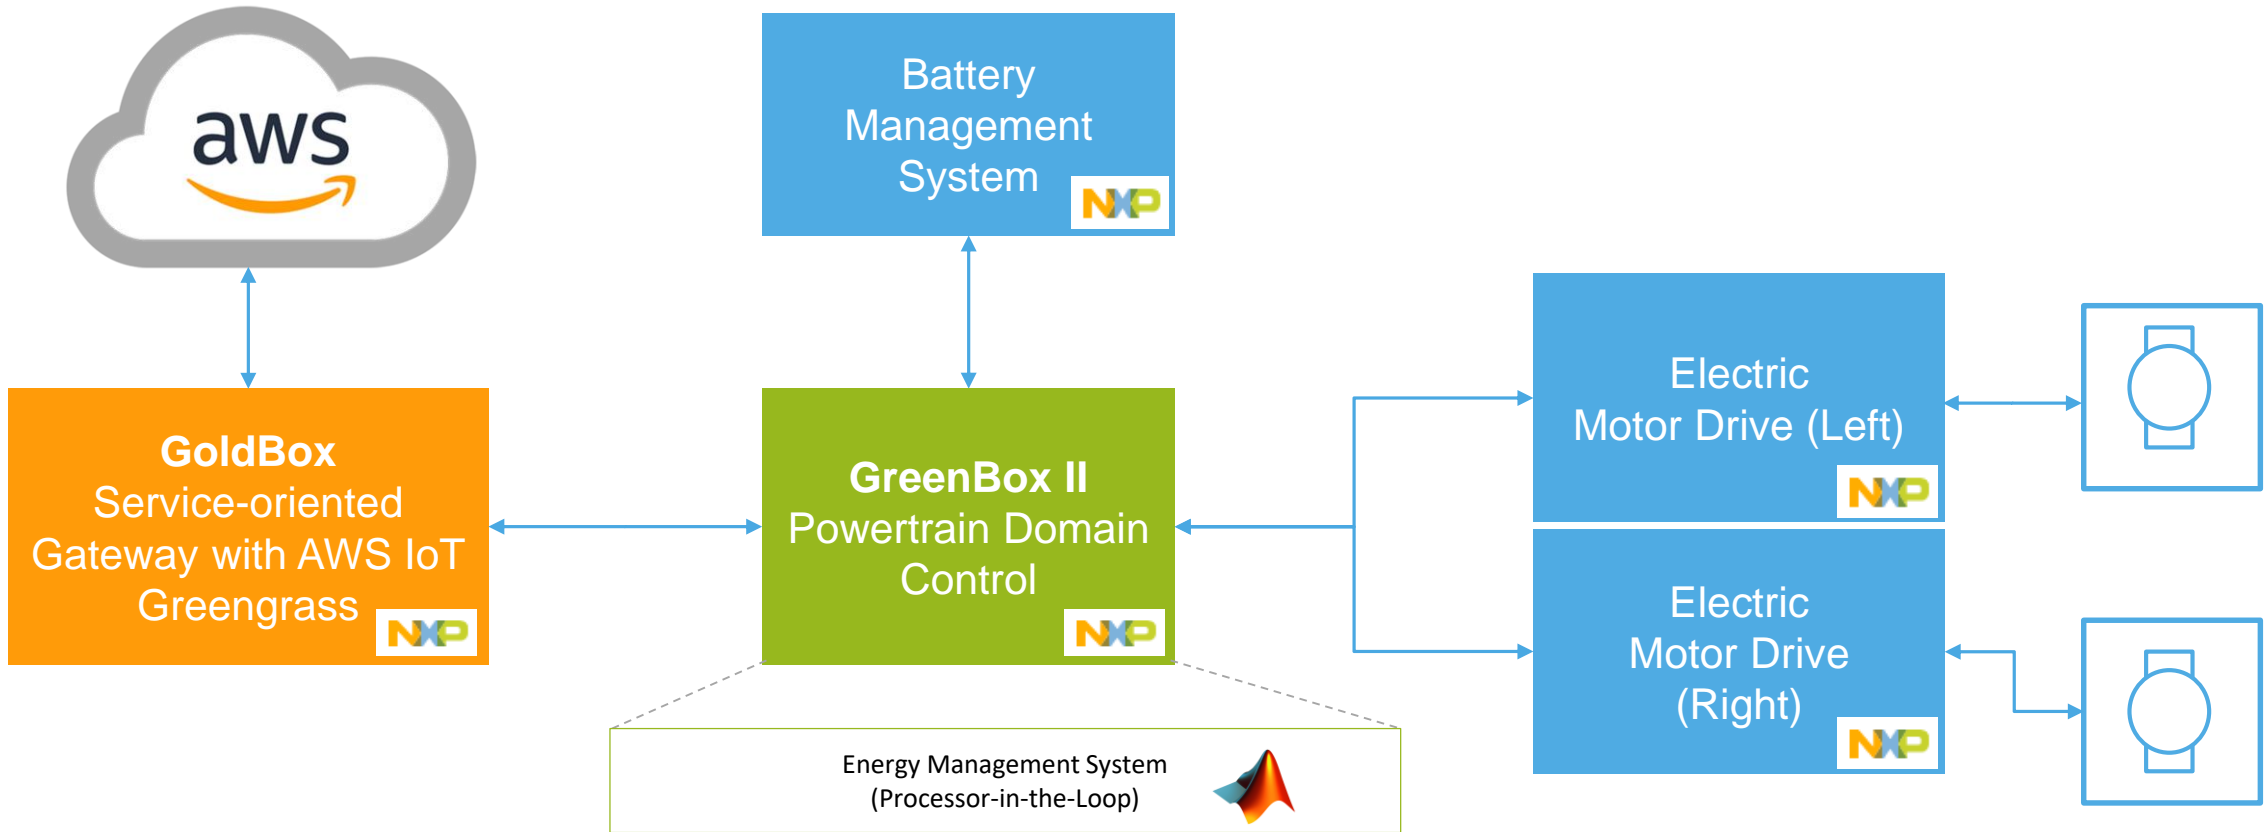 aws
Battery
Management
System
NXP
GoldBox
Service-oriented
Gateway with AWS IoT
Greengrass
NXP
GreenBox II
Powertrain Domain
Control
NXP
Electric
Motor Drive (Left)
NXP
Electric
Motor Drive
(Right)
NXP
Energy Management System
(Processor-in-the-Loop)